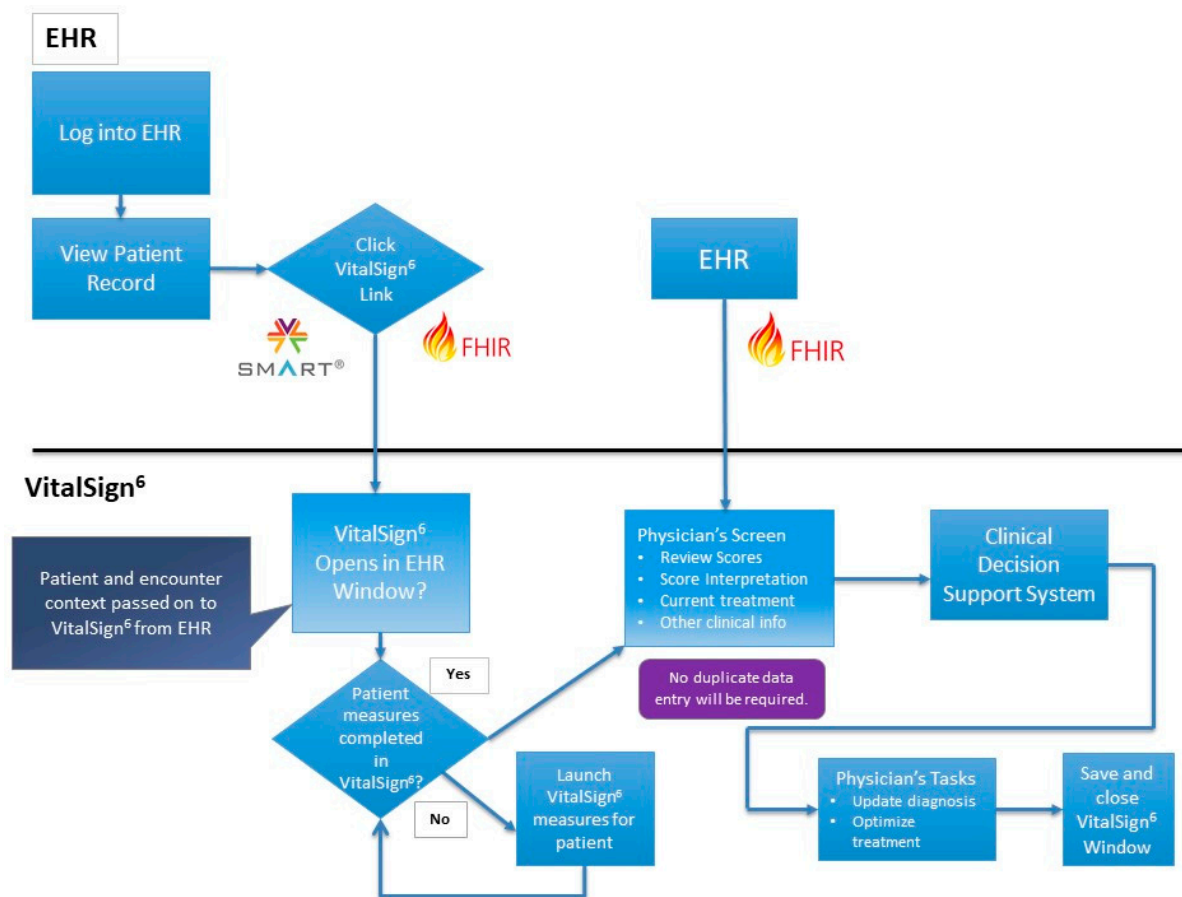 EHR
Log into EHR
View Patient
Record
Click
VitalSign⁶
Link
SMART®
FHIR
EHR
FHIR
VitalSign⁶
Patient and encounter
context passed on to
VitalSign⁶ from EHR
VitalSign⁶
Opens in EHR
Window?
Patient
measures
completed
in
VitalSign⁶?
Yes
No
Launch
VitalSign⁶
measures for
patient
Physician's Screen
• Review Scores
• Score Interpretation
• Current treatment
• Other clinical info
No duplicate data
entry will be required.
Clinical
Decision
Support System
Physician's Tasks
• Update diagnosis
• Optimize
treatment
Save and
close
VitalSign⁶
Window